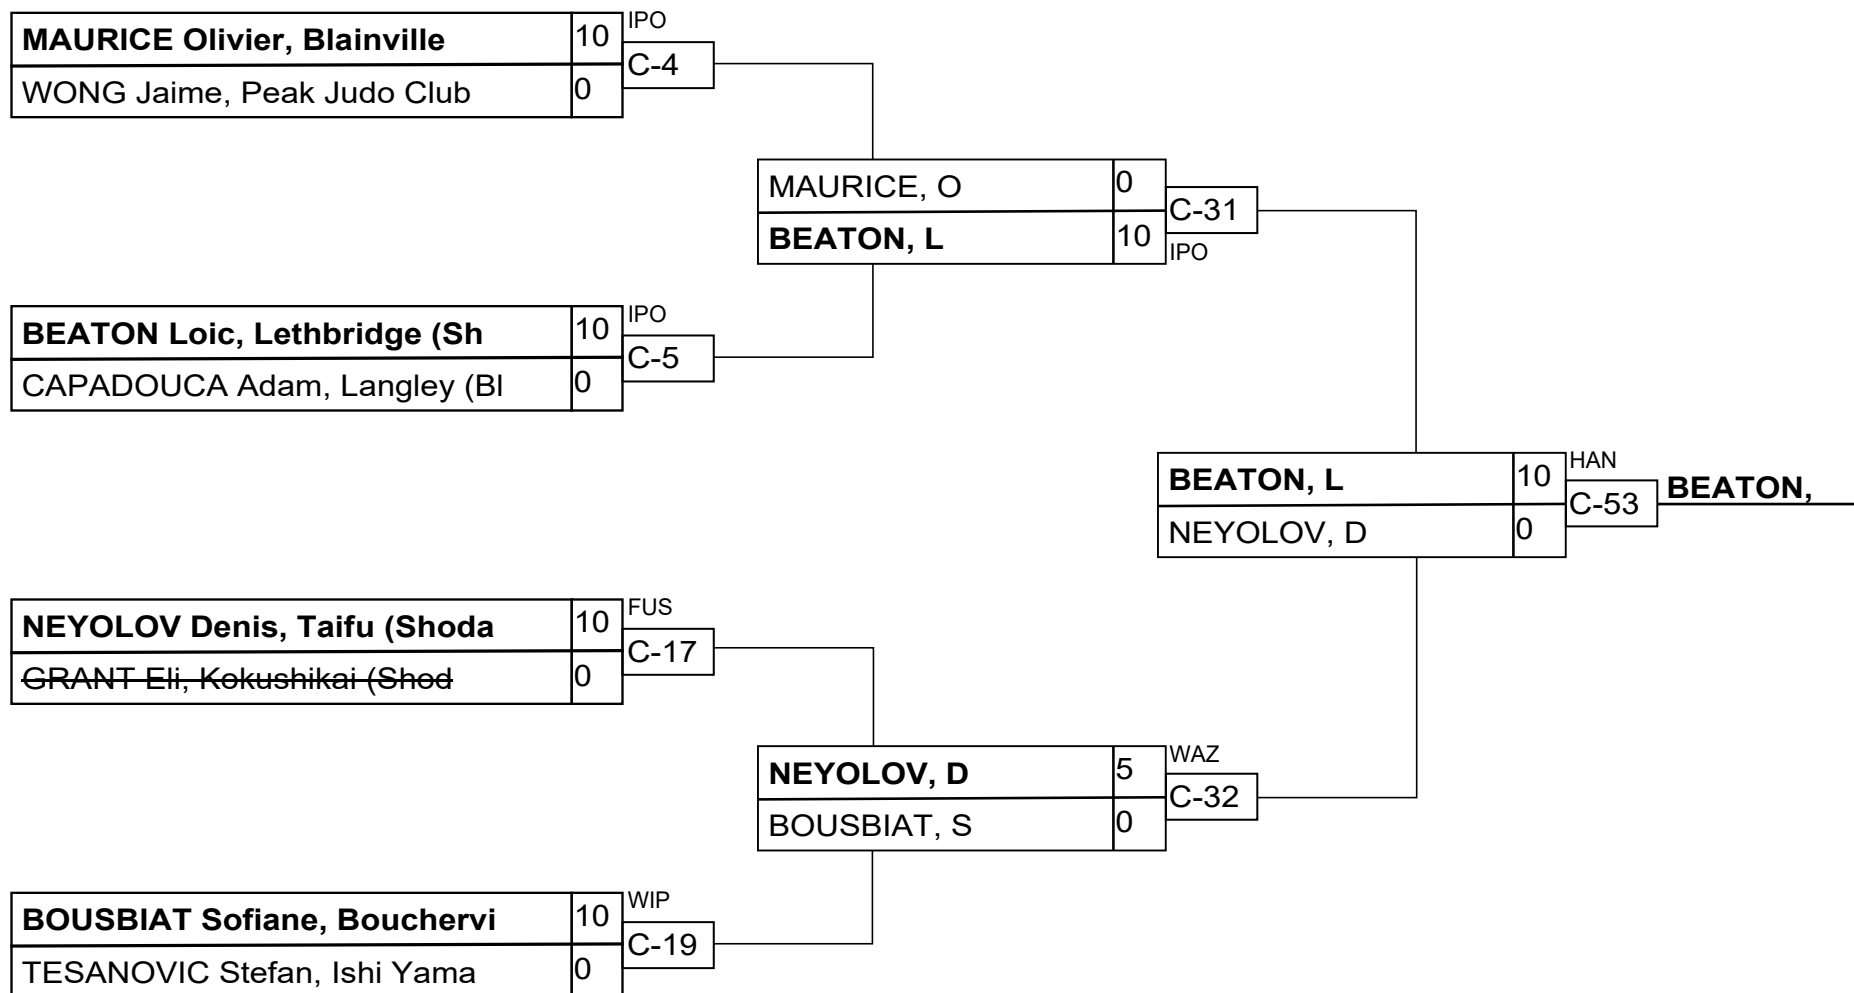 MAURICE Olivier, Blainville 10 IPO
C-4
WONG Jaime, Peak Judo Club 0
MAURICE, O 0
C-31
BEATON, L 10 IPO
BEATON Loic, Lethbridge (Sh 10 IPO
C-5
CAPADOUCA Adam, Langley (Bl 0
BEATON, L 10 HAN
C-53 BEATON,
NEYOLOV, D 0
NEYOLOV Denis, Taifu (Shoda 10 FUS
C-17
GRANT Eli, Kokushikai (Shod 0
NEYOLOV, D 5 WAZ
C-32
BOUSBIAT, S 0
BOUSBIAT Sofiane, Bouchervi 10 WIP
C-19
TESANOVIC Stefan, Ishi Yama 0